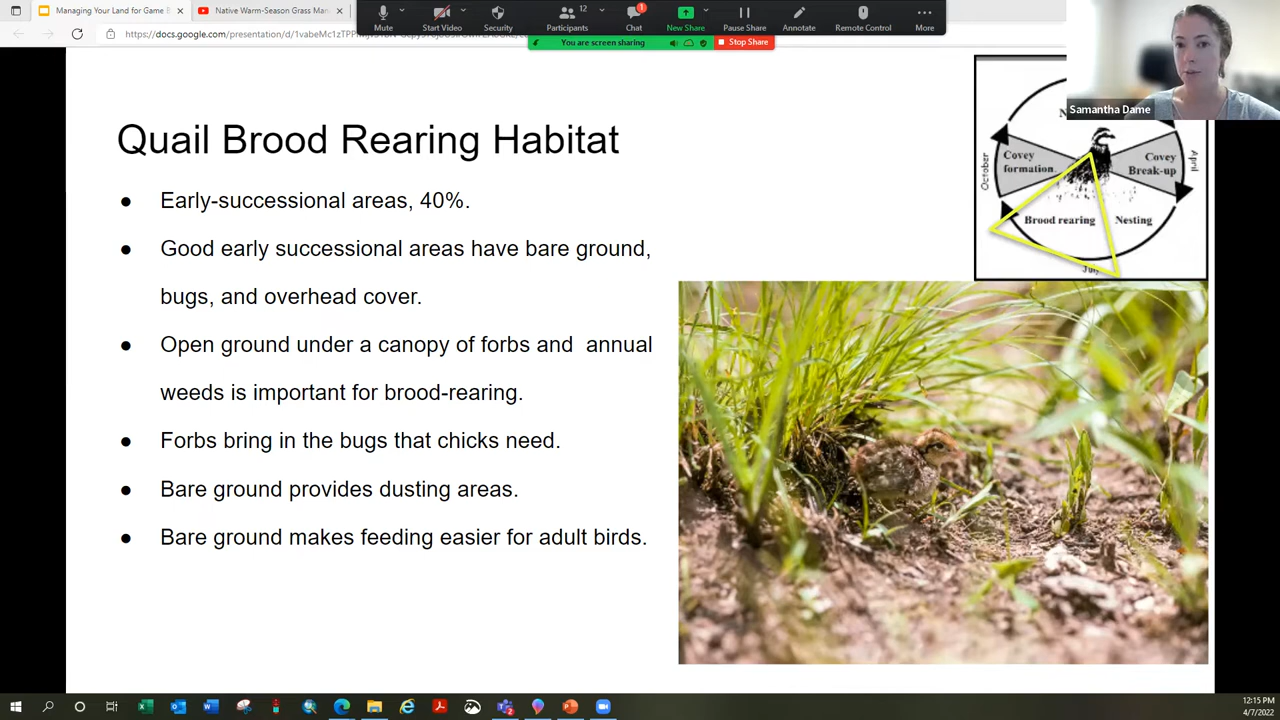 Managing Your Land for Game B
Native Warm-Season Grass Man
https://docs.google.com/presentation/d/1vabeMc1zTPP
Mute
Start Video
Security
12
Participants
1
Chat
New Share
Pause Share
Annotate
Remote Control
More
You are screen sharing
Stop Share
Samantha Dame
Quail Brood Rearing Habitat
● Early-successional areas, 40%.
● Good early successional areas have bare ground,
bugs, and overhead cover.
● Open ground under a canopy of forbs and annual
weeds is important for brood-rearing.
● Forbs bring in the bugs that chicks need.
● Bare ground provides dusting areas.
● Bare ground makes feeding easier for adult birds.
October
Covey
formation.
Covey
Break-up
April
Brood rearing
Nesting
July
12:15 PM
4/7/2022